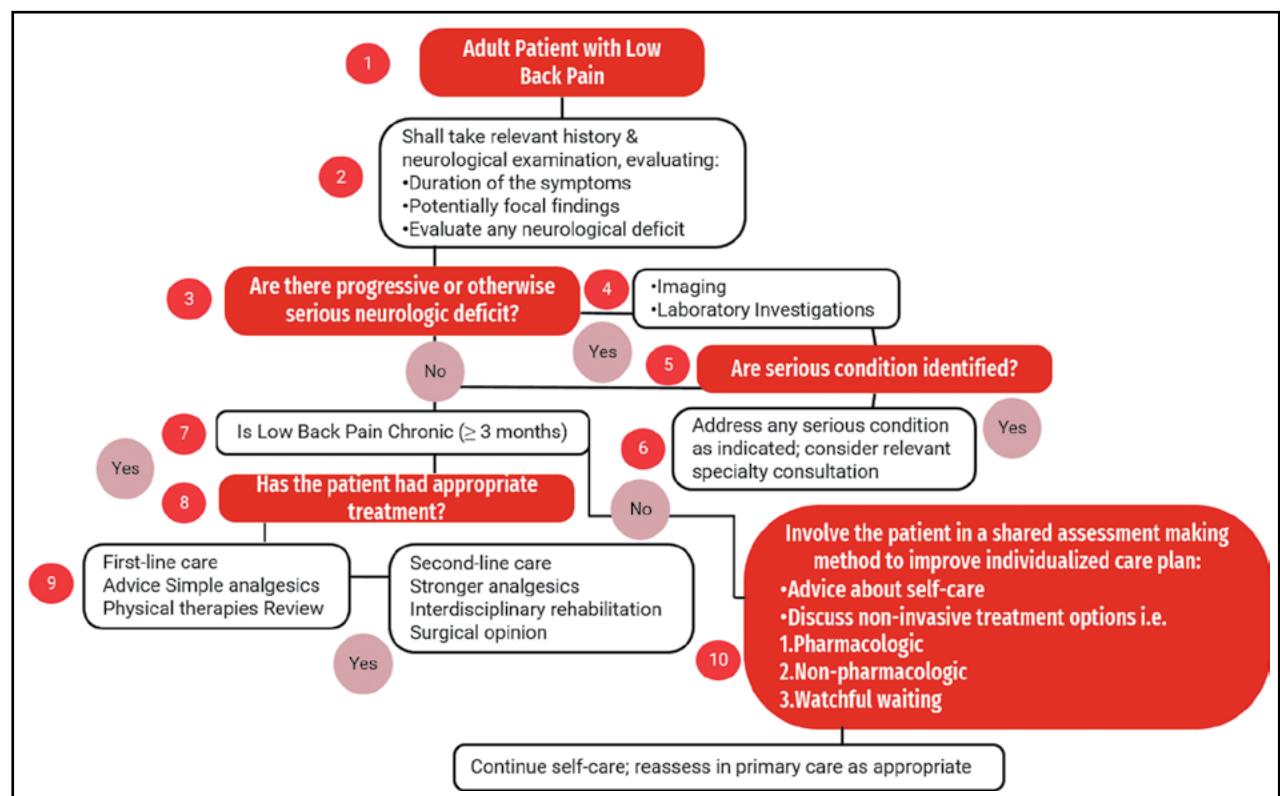 1
Adult Patient with Low
Back Pain
2
Shall take relevant history &
neurological examination, evaluating:
•Duration of the symptoms
•Potentially focal findings
•Evaluate any neurological deficit
3
Are there progressive or otherwise
serious neurologic deficit?
4
•Imaging
•Laboratory Investigations
Yes
No
5
Are serious condition identified?
7
Is Low Back Pain Chronic (≥ 3 months)
6
Address any serious condition
as indicated; consider relevant
specialty consultation
Yes
Yes
8
Has the patient had appropriate
treatment?
No
9
First-line care
Advice Simple analgesics
Physical therapies Review
Second-line care
Stronger analgesics
Interdisciplinary rehabilitation
Surgical opinion
Yes
10
Involve the patient in a shared assessment making
method to improve individualized care plan:
•Advice about self-care
•Discuss non-invasive treatment options i.e.
1.Pharmacologic
2.Non-pharmacologic
3.Watchful waiting
Continue self-care; reassess in primary care as appropriate